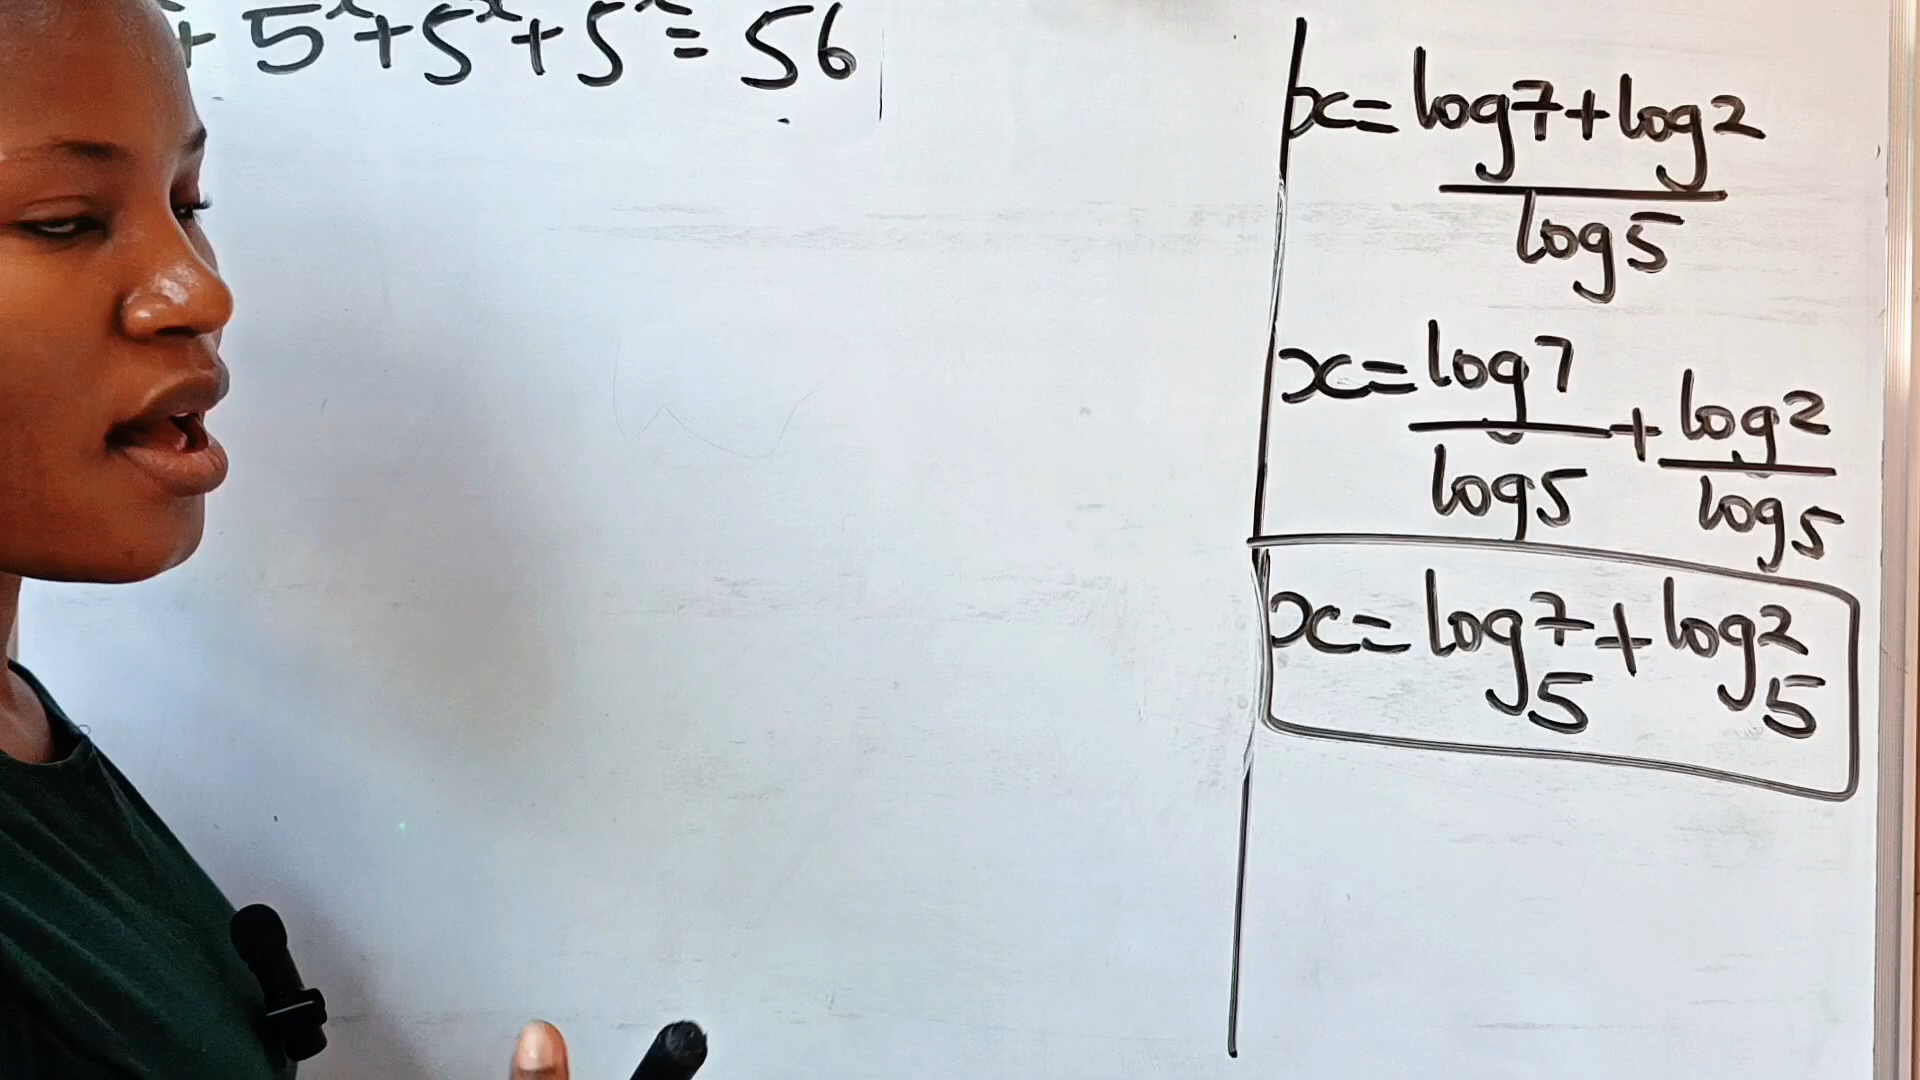 + 5ˣ + 5ˣ + 5ˣ = 56
x = log7 + log2
log5
x = log7 + log2
log5 log5
x = log₅7 + log₅2